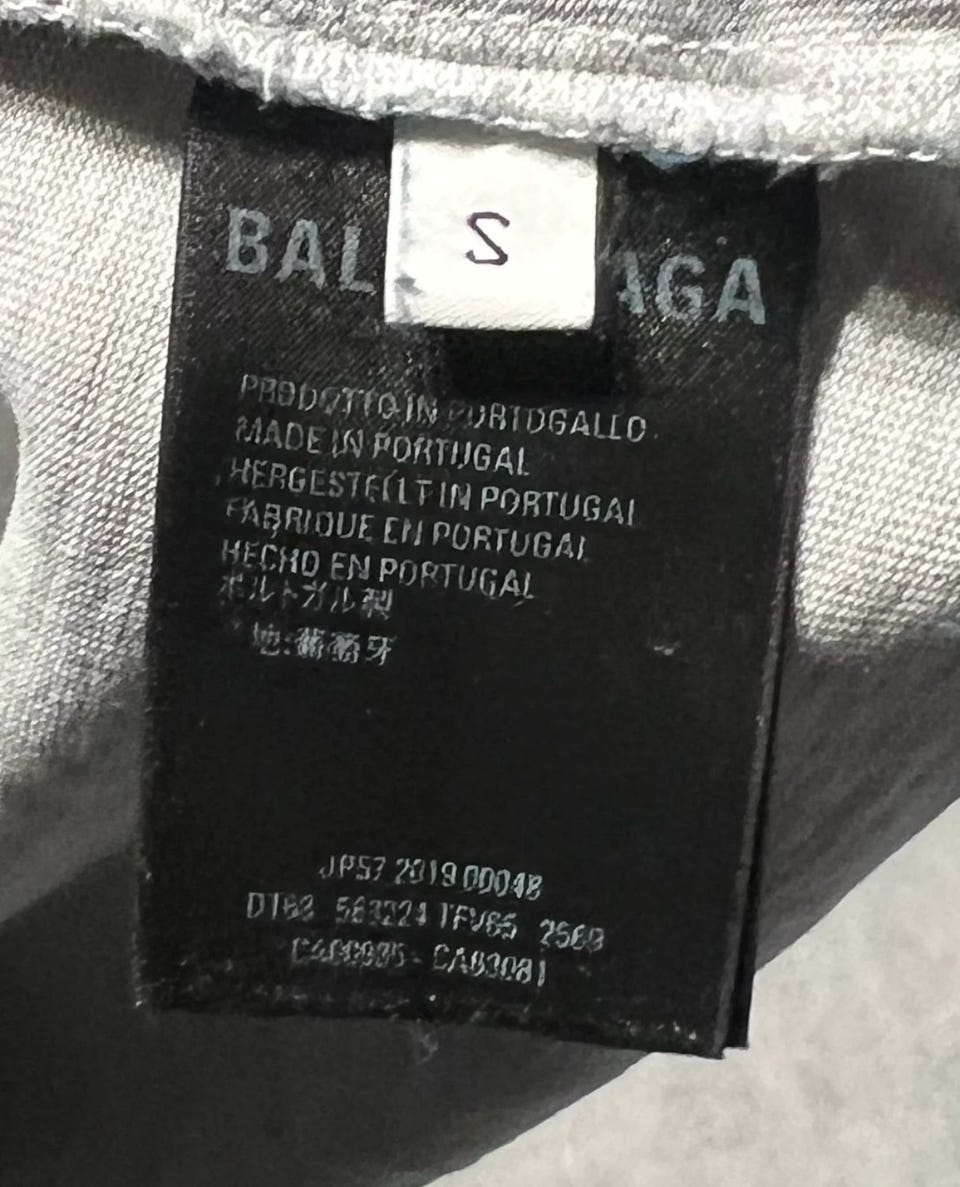 S
BAL AGA
PRODOTTO IN PORTOGALLO
MADE IN PORTUGAL
HERGESTELLT IN PORTUGAL
FABRIQUE EN PORTUGAL
HECHO EN PORTUGAL
ポルトガル製
地:葡萄牙
JP57 2019 00048
TFV65